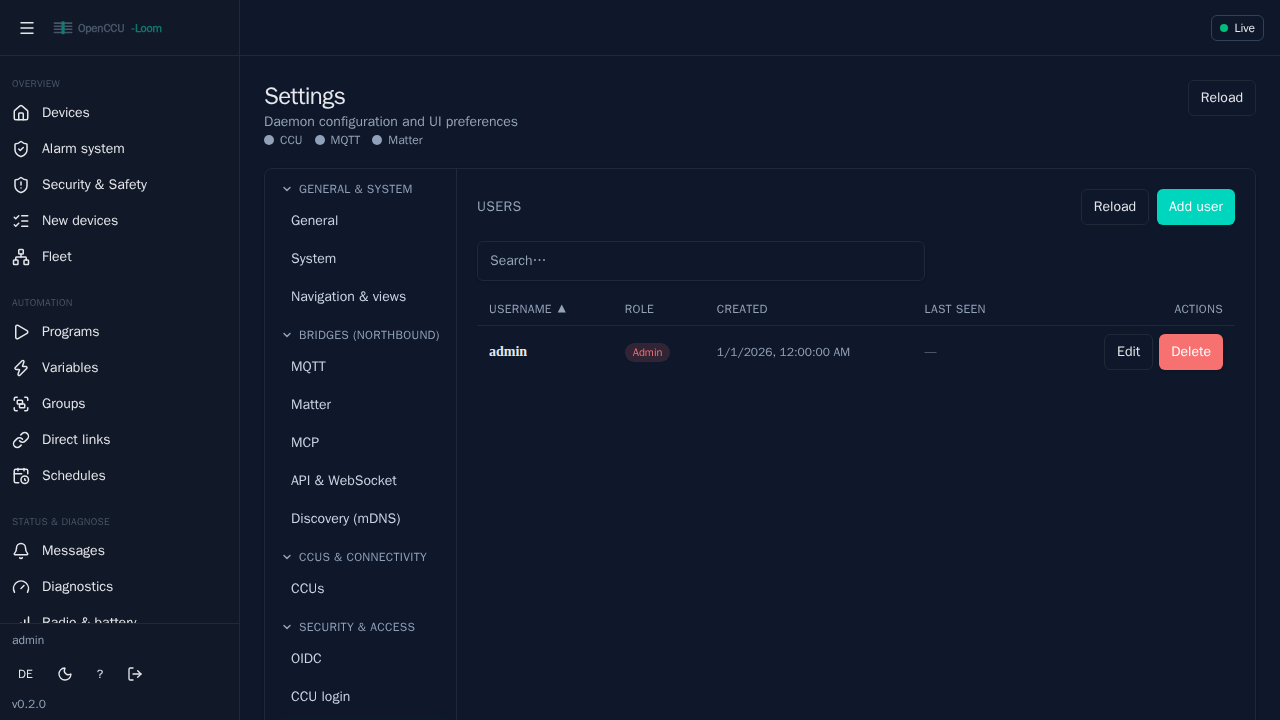 OpenCCU -Loom
Live
OVERVIEW
Devices
Alarm system
Security & Safety
New devices
Fleet
AUTOMATION
Programs
Variables
Groups
Direct links
Schedules
STATUS & DIAGNOSE
Messages
Diagnostics
Radio & battery
admin
DE
?
v0.2.0
Settings
Reload
Daemon configuration and UI preferences
CCU MQTT Matter
GENERAL & SYSTEM
General
System
Navigation & views
BRIDGES (NORTHBOUND)
MQTT
Matter
MCP
API & WebSocket
Discovery (mDNS)
CCUS & CONNECTIVITY
CCUs
SECURITY & ACCESS
OIDC
CCU login
USERS
Reload Add user
Search···
USERNAME ▲ ROLE CREATED LAST SEEN ACTIONS
admin Admin 1/1/2026, 12:00:00 AM — Edit Delete